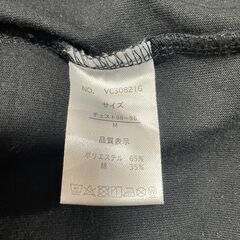 NO. VC30821G
サイズ
チェスト88~96
M
品質表示
ポリエステル 65%
綿 35%